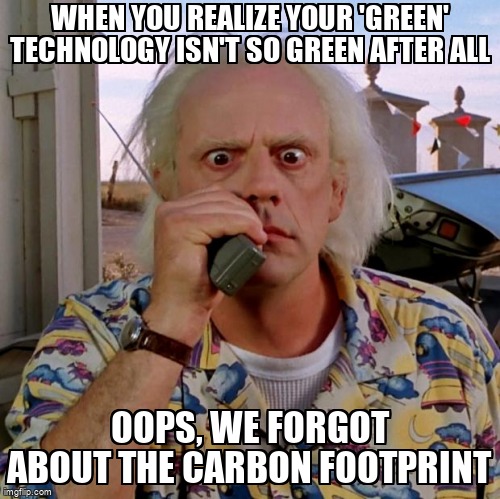 WHEN YOU REALIZE YOUR 'GREEN'
TECHNOLOGY ISN'T SO GREEN AFTER ALL
OOPS, WE FORGOT
ABOUT THE CARBON FOOTPRINT
imgflip.com